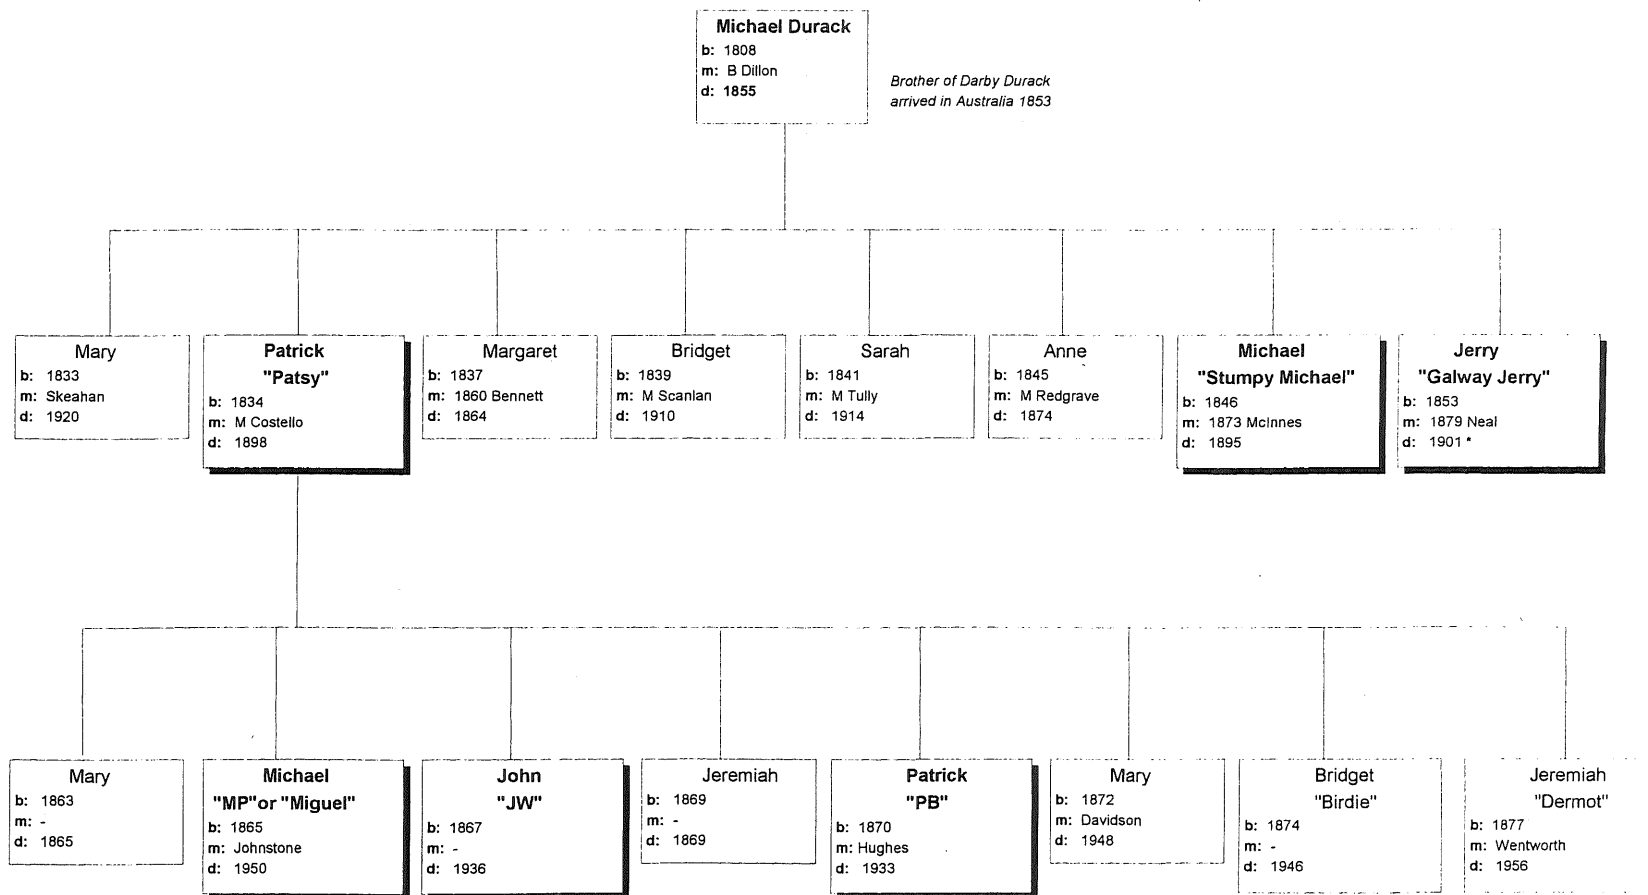 Michael Durack
b: 1808
m: B Dillon
d: 1855
Brother of Darby Durack
arrived in Australia 1853
Mary
b: 1833
m: Skeahan
d: 1920
Patrick
"Patsy"
b: 1834
m: M Costello
d: 1898
Margaret
b: 1837
m: 1860 Bennett
d: 1864
Bridget
b: 1839
m: M Scanlan
d: 1910
Sarah
b: 1841
m: M Tully
d: 1914
Anne
b: 1845
m: M Redgrave
d: 1874
Michael
"Stumpy Michael"
b: 1846
m: 1873 McInnes
d: 1895
Jerry
"Galway Jerry"
b: 1853
m: 1879 Neal
d: 1901 *
Mary
b: 1863
m: -
d: 1865
Michael
"MP"or "Miguel"
b: 1865
m: Johnstone
d: 1950
John
"JW"
b: 1867
m: -
d: 1936
Jeremiah
b: 1869
m: -
d: 1869
Patrick
"PB"
b: 1870
m: Hughes
d: 1933
Mary
b: 1872
m: Davidson
d: 1948
Bridget
"Birdie"
b: 1874
m: -
d: 1946
Jeremiah
"Dermot"
b: 1877
m: Wentworth
d: 1956